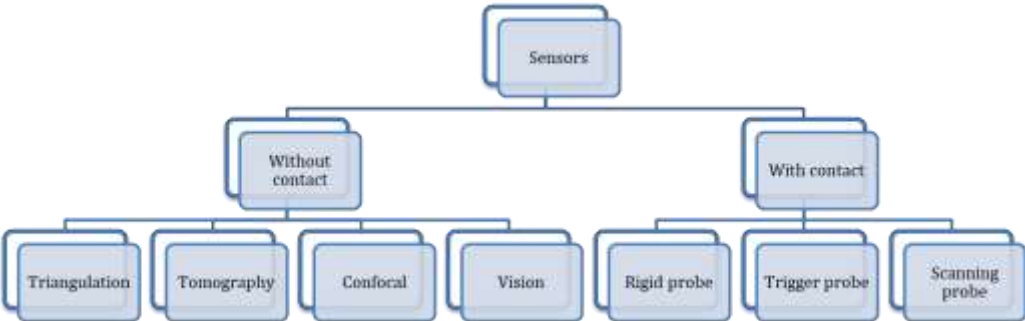 Sensors
Without
contact
With contact
Triangulation
Tomography
Confocal
Vision
Rigid probe
Trigger probe
Scanning
probe